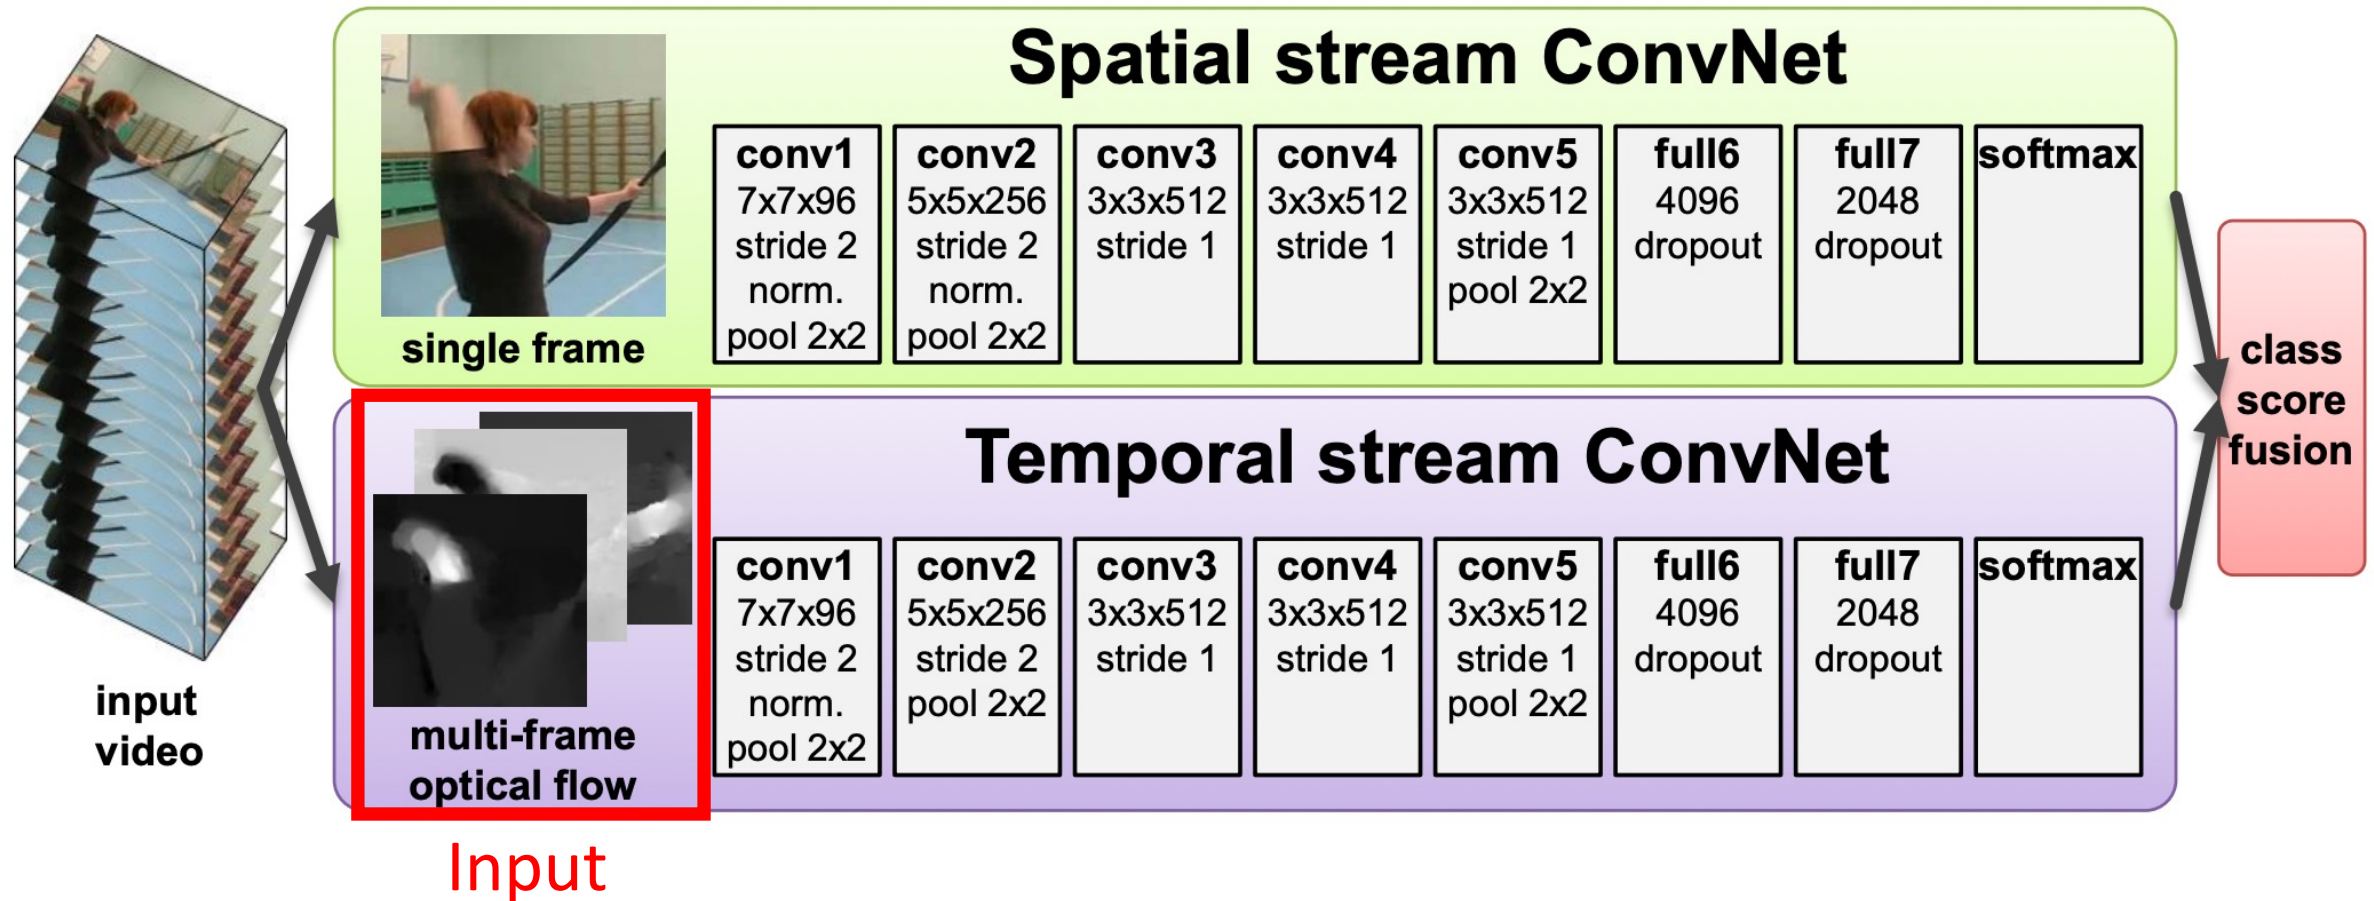 Spatial stream ConvNet
single frame
conv1
7x7x96
stride 2
norm.
pool 2x2
conv2
5x5x256
stride 2
norm.
pool 2x2
conv3
3x3x512
stride 1
conv4
3x3x512
stride 1
conv5
3x3x512
stride 1
pool 2x2
full6
4096
dropout
full7
2048
dropout
softmax
Temporal stream ConvNet
multi-frame
optical flow
conv1
7x7x96
stride 2
norm.
pool 2x2
conv2
5x5x256
stride 2
pool 2x2
conv3
3x3x512
stride 1
conv4
3x3x512
stride 1
conv5
3x3x512
stride 1
pool 2x2
full6
4096
dropout
full7
2048
dropout
softmax
class
score
fusion
input
video
Input